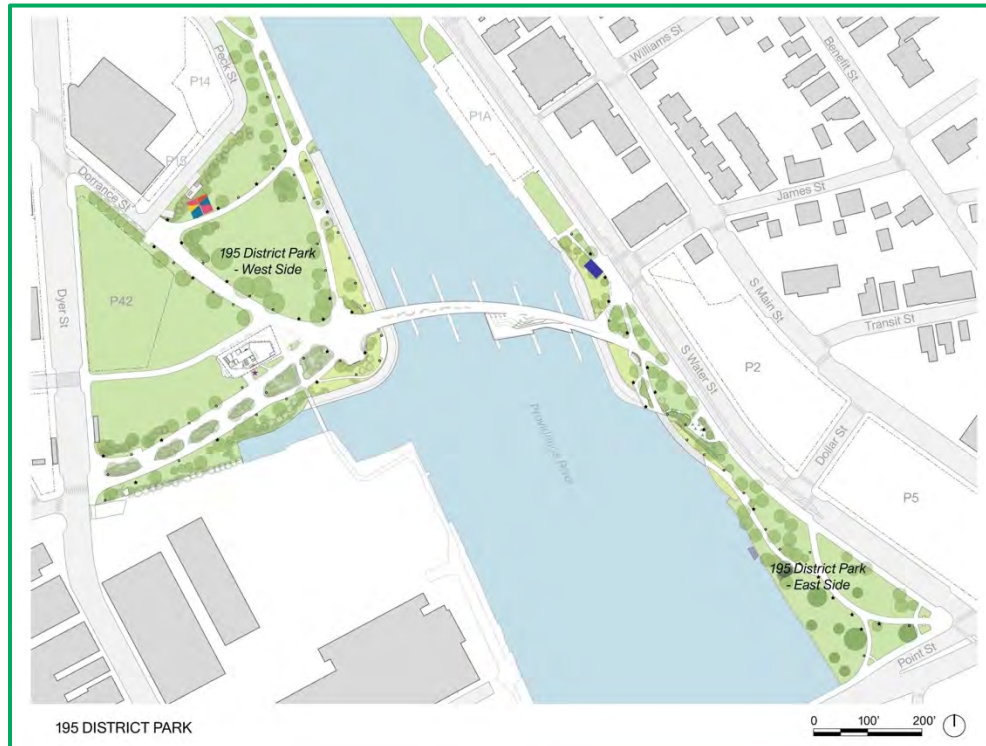 Peck St
P14
P15
Dorrance St
195 District Park
- West Side
P42
Dyer St
P1A
Williams St
Benefit St
James St
S Main St
Transit St
S Water St
P2
Dollar St
P5
Providence River
195 District Park
- East Side
Point St
195 DISTRICT PARK
0 100' 200'